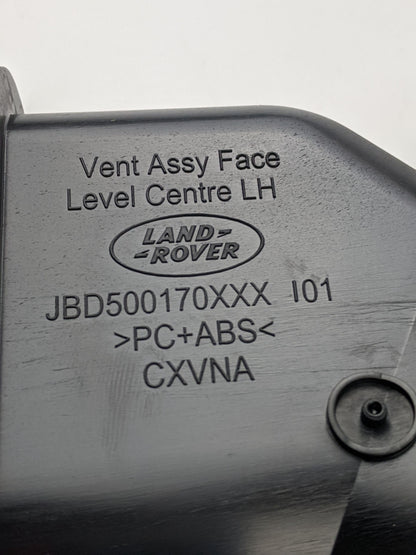 Vent Assy Face
Level Centre LH
LAND-
-ROVER
JBD500170XXX I01
>PC+ABS<
CXVNA